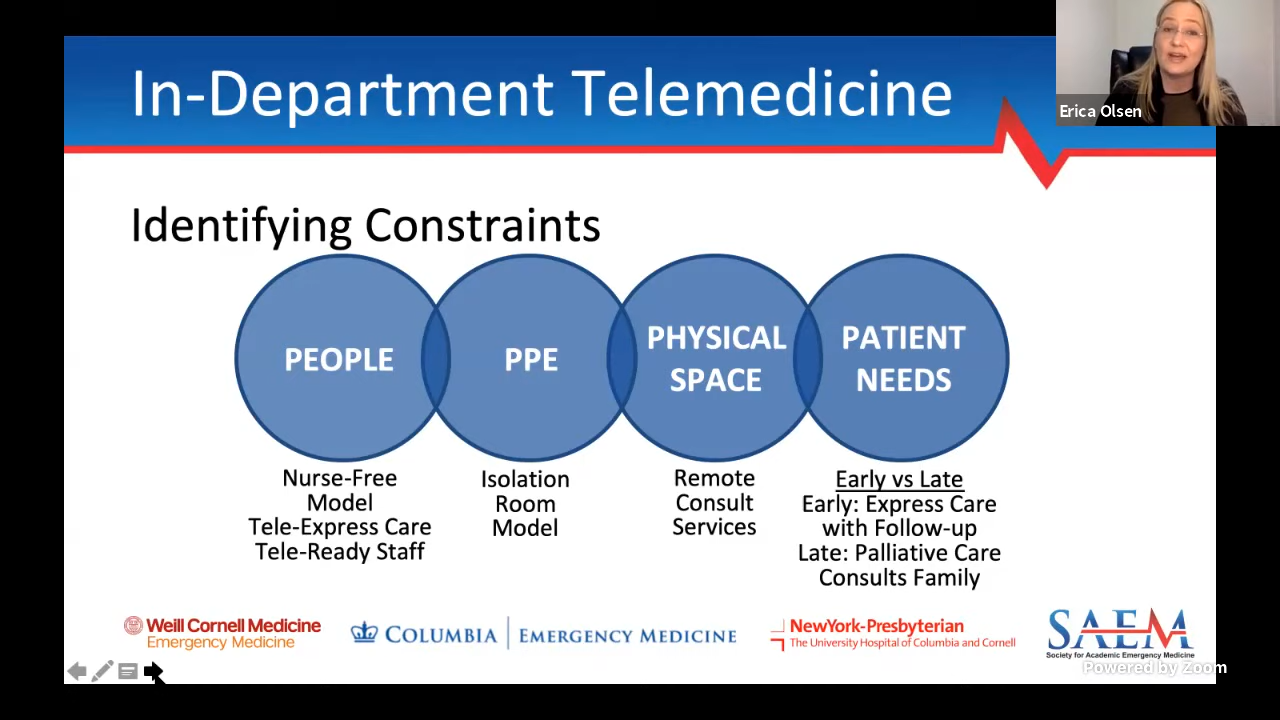 In-Department Telemedicine
Erica Olsen
Identifying Constraints
PEOPLE
PPE
PHYSICAL
SPACE
PATIENT
NEEDS
Nurse-Free
Model
Tele-Express Care
Tele-Ready Staff
Isolation
Room
Model
Remote
Consult
Services
Early vs Late
Early: Express Care
with Follow-up
Late: Palliative Care
Consults Family
Weill Cornell Medicine
Emergency Medicine
COLUMBIA
EMERGENCY MEDICINE
NewYork-Presbyterian
The University Hospital of Columbia and Cornell
SAEM
Society for Academic Emergency Medicine
Powered by Zoom